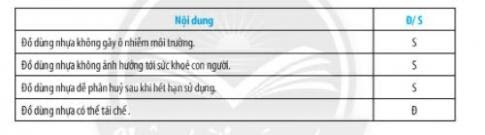 Nội dung Đ/ S
Đồ dùng nhựa không gây ô nhiễm môi trường. S
Đồ dùng nhựa không ảnh hưởng tới sức khoẻ con người. S
Đồ dùng nhựa dễ phân huỷ sau khi hết hạn sử dụng. S
Đồ dùng nhựa có thể tái chế . Đ